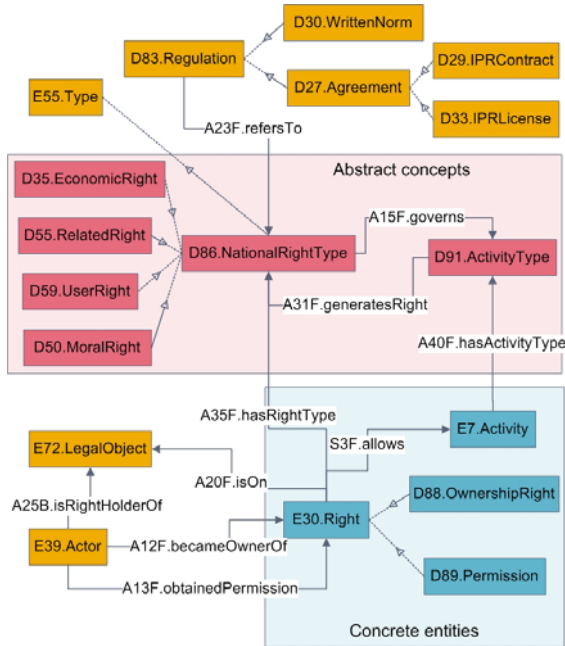 D30.WrittenNorm
D83.Regulation
D29.IPRContract
E55.Type
D27.Agreement
D33.IPRLicense
A23F.refersTo
Abstract concepts
D35.EconomicRight
A15F.governs
D55.RelatedRight
D86.NationalRightType
D91.ActivityType
D59.UserRight
A31F.generatesRight
D50.MoralRight
A40F.hasActivityType
A35F.hasRightType
E7.Activity
E72.LegalObject
S3F.allows
A20F.isOn
D88.OwnershipRight
A25B.isRightHolderOf
E30.Right
E39.Actor
A12F.becameOwnerOf
D89.Permission
A13F.obtainedPermission
Concrete entities